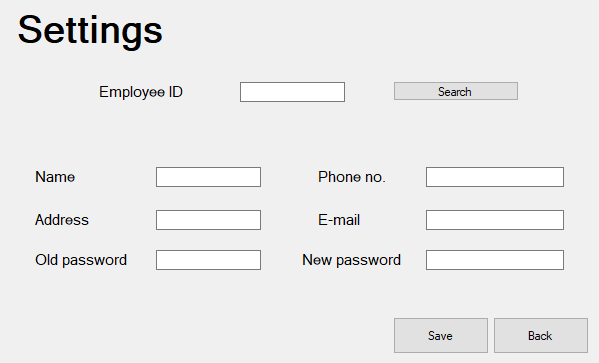 Settings
Employee ID Search
Name Phone no.
Address E-mail
Old password New password
Save Back